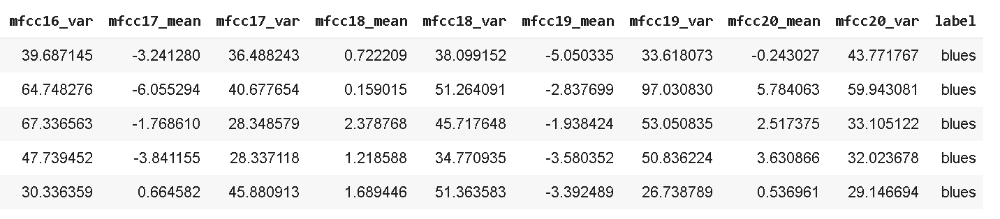 mfcc16_var mfcc17_mean mfcc17_var mfcc18_mean mfcc18_var mfcc19_mean mfcc19_var mfcc20_mean mfcc20_var label
39.687145 -3.241280 36.488243 0.722209 38.099152 -5.050335 33.618073 -0.243027 43.771767 blues
64.748276 -6.055294 40.677654 0.159015 51.264091 -2.837699 97.030830 5.784063 59.943081 blues
67.336563 -1.768610 28.348579 2.378768 45.717648 -1.938424 53.050835 2.517375 33.105122 blues
47.739452 -3.841155 28.337118 1.218588 34.770935 -3.580352 50.836224 3.630866 32.023678 blues
30.336359 0.664582 45.880913 1.689446 51.363583 -3.392489 26.738789 0.536961 29.146694 blues